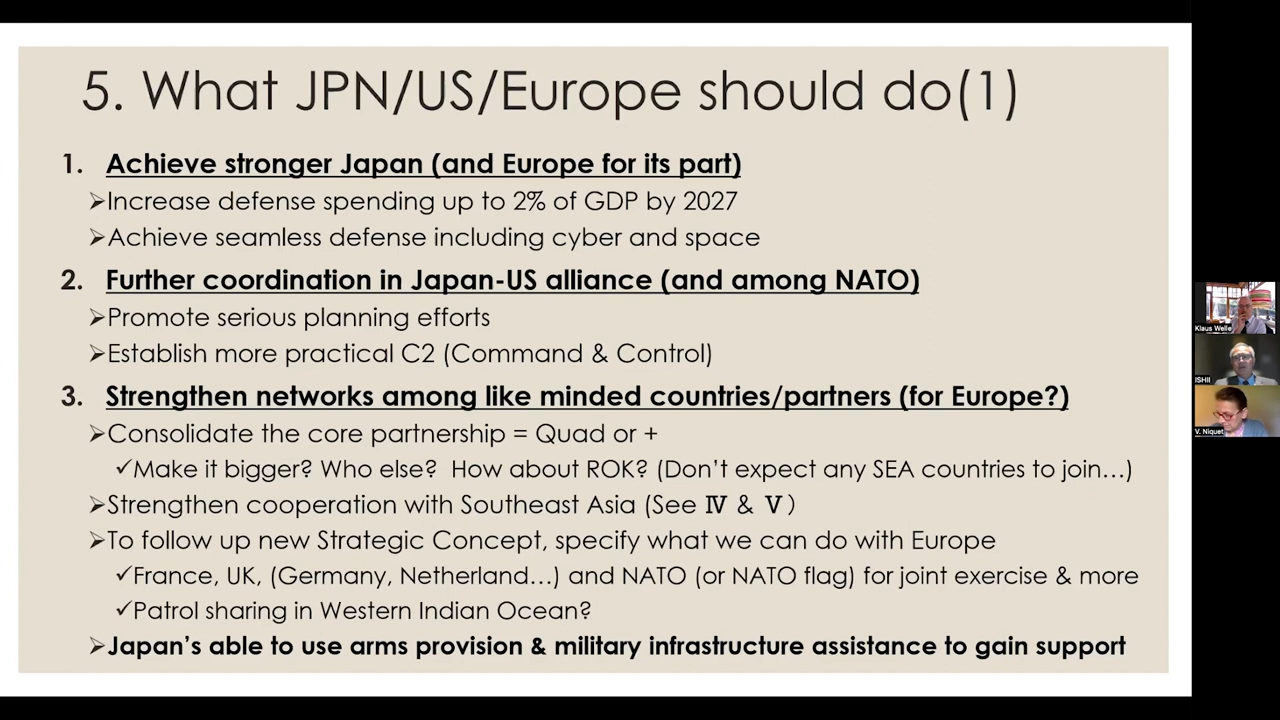 5. What JPN/US/Europe should do(1)
1. Achieve stronger Japan (and Europe for its part)
➢Increase defense spending up to 2% of GDP by 2027
➢Achieve seamless defense including cyber and space
2. Further coordination in Japan-US alliance (and among NATO)
➢Promote serious planning efforts
➢Establish more practical C2 (Command & Control)
3. Strengthen networks among like minded countries/partners (for Europe?)
➢Consolidate the core partnership = Quad or +
✓Make it bigger? Who else? How about ROK? (Don't expect any SEA countries to join…)
➢Strengthen cooperation with Southeast Asia (See Ⅳ & Ⅴ)
➢To follow up new Strategic Concept, specify what we can do with Europe
✓France, UK, (Germany, Netherland…) and NATO (or NATO flag) for joint exercise & more
✓Patrol sharing in Western Indian Ocean?
➢Japan's able to use arms provision & military infrastructure assistance to gain support
Klaus Welle
ISHII
V. Niquet